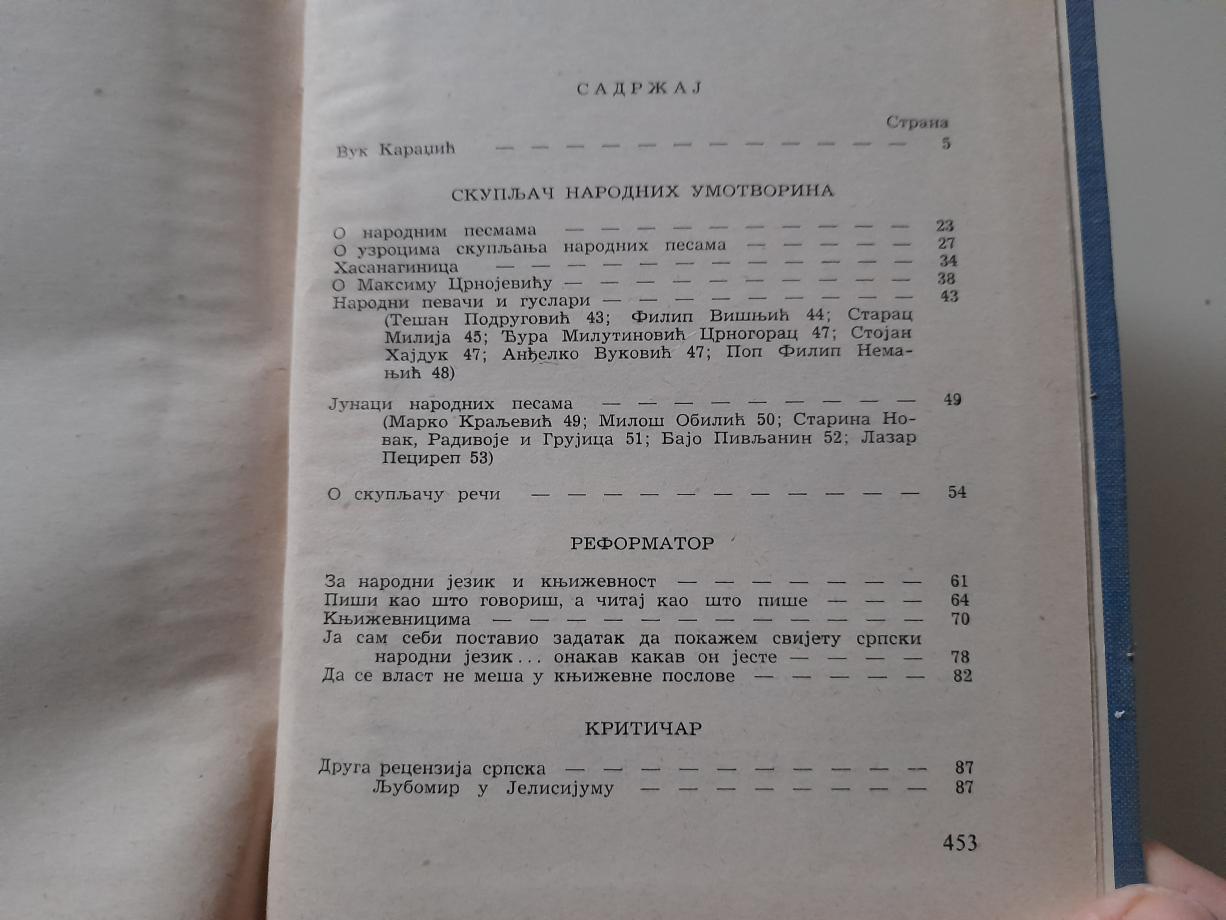 САДРЖАЈ
Страна
Вук Караџић — — — — — — — — — — — — 5
СКУПЉАЧ НАРОДНИХ УМОТВОРИНА
О народним песмама — — — — — — — — — — 23
О узроцима скупљања народних песама — — — — — 27
Хасанагиница — — — — — — — — — — — — 34
О Максиму Црнојевићу — — — — — — — — — — 38
Народни певачи и гуслари — — — — — — — — — 43
(Тешан Подруговић 43; Филип Вишњић 44; Старац
Милија 45; Ђура Милутиновић Црногорац 47; Стојан
Хајдук 47; Анђелко Вуковић 47; Поп Филип Нема-
њић 48)
Јунаци народних песама — — — — — — — — — 49
(Марко Краљевић 49; Милош Обилић 50; Старина Но-
вак, Радивоје и Грујица 51; Бајо Пивљанин 52; Лазар
Пециреп 53)
О скупљачу речи — — — — — — — — — — — 54
РЕФОРМАТОР
За народни језик и књижевност — — — — — — — 61
Пиши као што говориш, а читај као што пише — — — 64
Књижевницима — — — — — — — — — — — — 70
Ја сам себи поставио задатак да покажем свијету српски
народни језик... онакав какав он јесте — — — — 78
Да се власт не меша у књижевне послове — — — — — 82
КРИТИЧАР
Друга рецензија српска — — — — — — — — — — 87
Љубомир у Јелисијуму — — — — — — — — 87
453